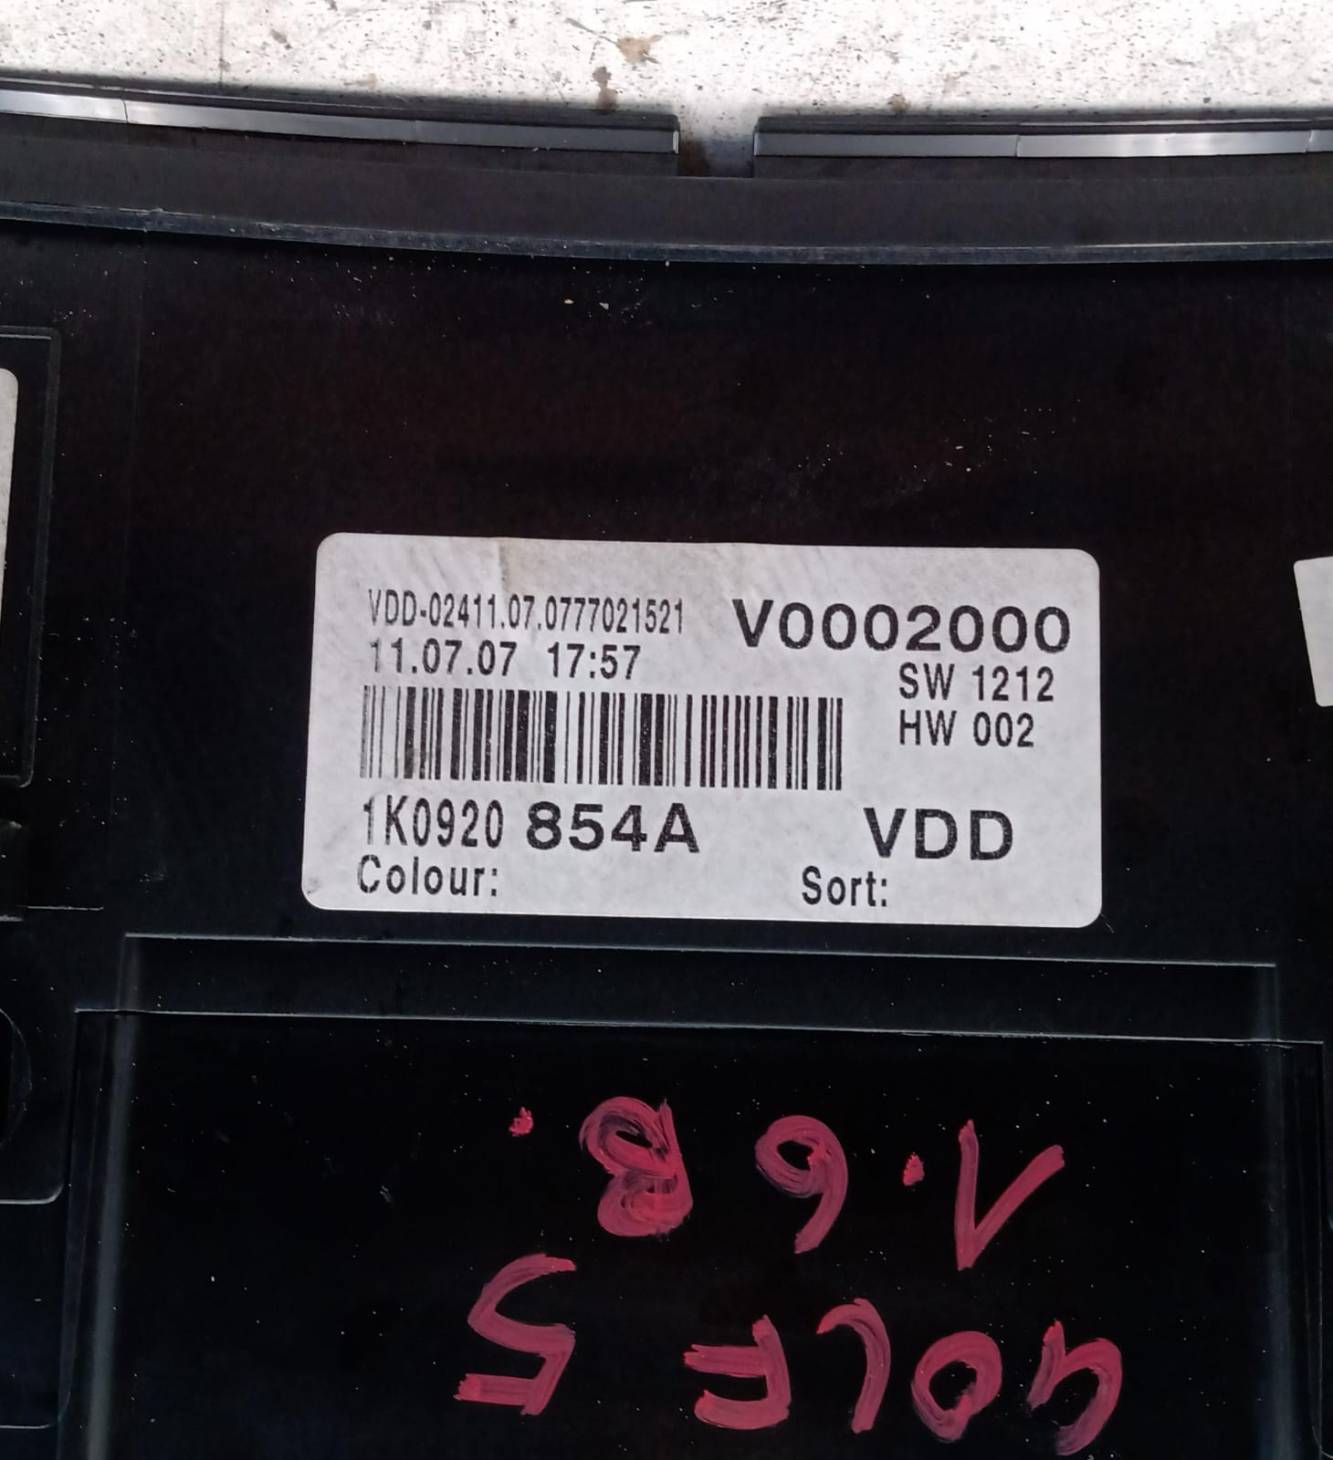 VDD-02411.07.0777021521 V0002000
11.07.07 17:57 SW 1212
HW 002
1K0920 854A VDD
Colour: Sort:
GOLF 5
1.6 B.